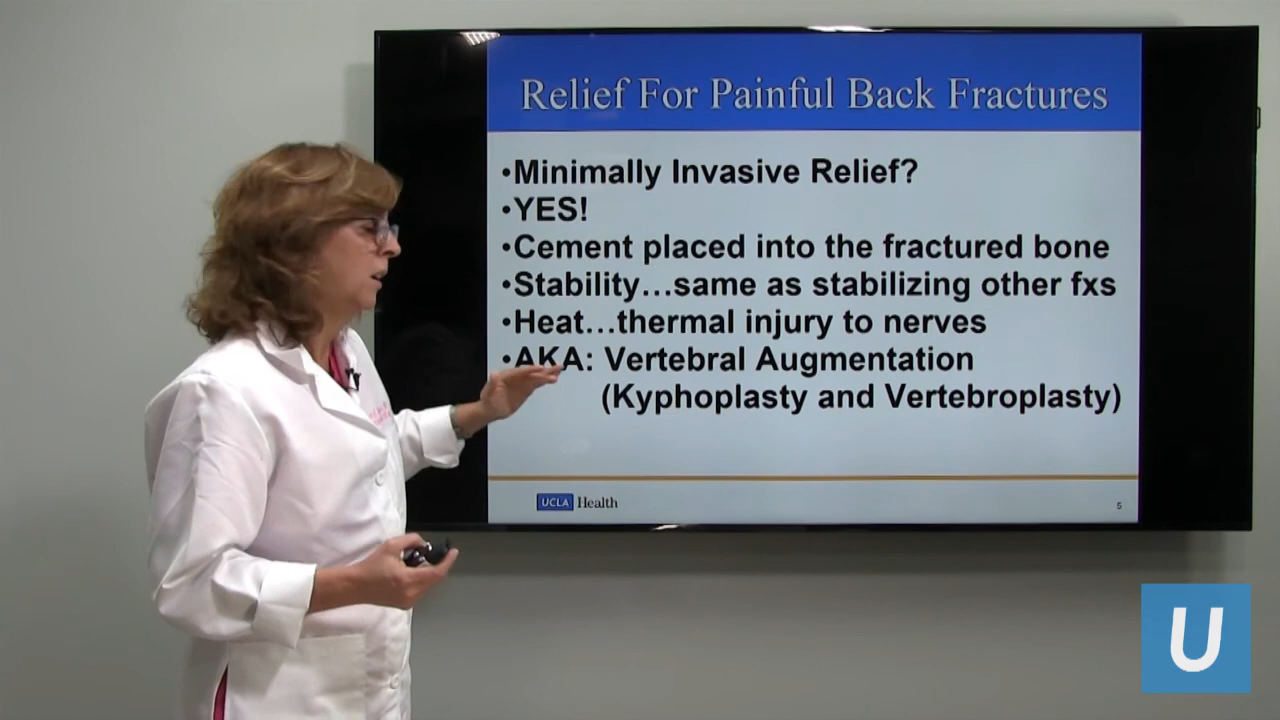 Relief For Painful Back Fractures
•Minimally Invasive Relief?
•YES!
•Cement placed into the fractured bone
•Stability…same as stabilizing other fxs
•Heat…thermal injury to nerves
•AKA: Vertebral Augmentation
(Kyphoplasty and Vertebroplasty)
UCLA Health
5
U